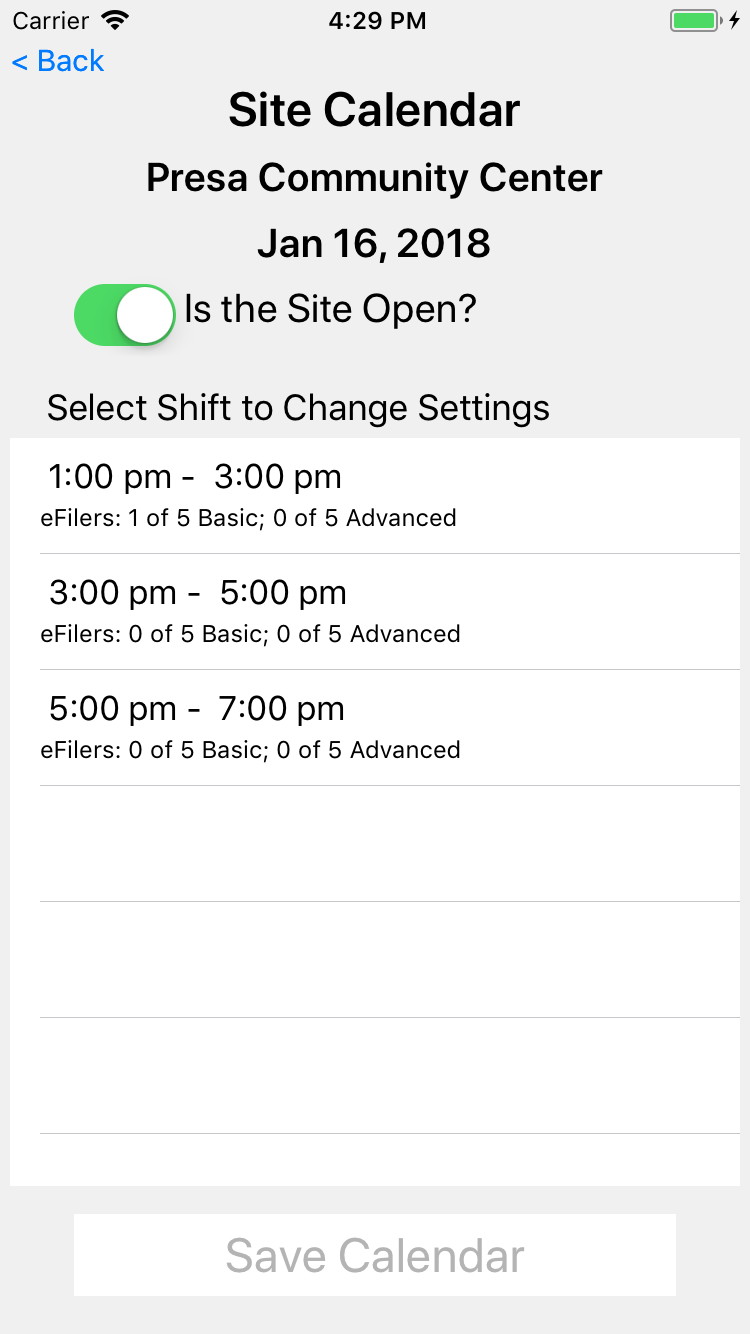 Carrier 4:29 PM
< Back
Site Calendar
Presa Community Center
Jan 16, 2018
Is the Site Open?
Select Shift to Change Settings
1:00 pm - 3:00 pm
eFilers: 1 of 5 Basic; 0 of 5 Advanced
3:00 pm - 5:00 pm
eFilers: 0 of 5 Basic; 0 of 5 Advanced
5:00 pm - 7:00 pm
eFilers: 0 of 5 Basic; 0 of 5 Advanced
Save Calendar